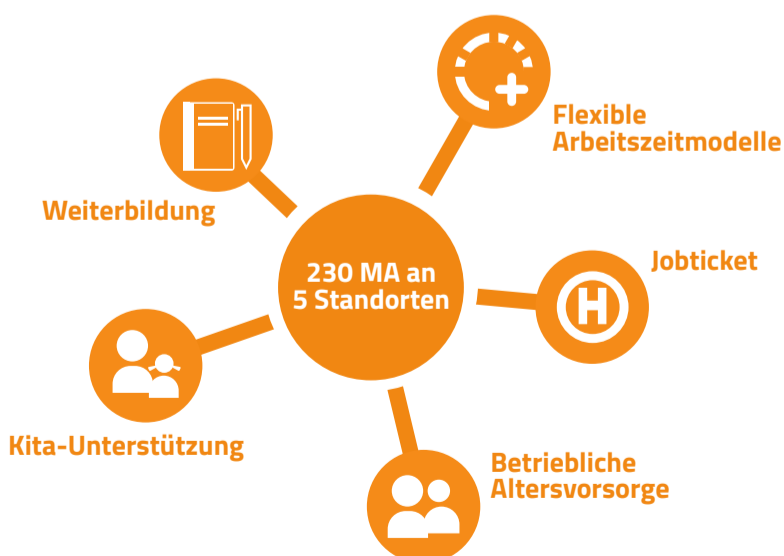 Flexible
Arbeitszeitmodelle
Weiterbildung
Jobticket
230 MA an
5 Standorten
H
Kita-Unterstützung
Betriebliche
Altersvorsorge